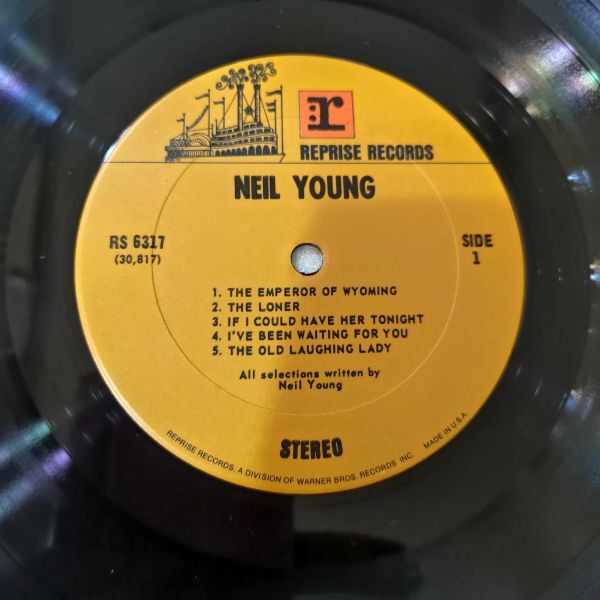 r
REPRISE RECORDS
NEIL YOUNG
RS 6317
(30,817)
SIDE
1
1. THE EMPEROR OF WYOMING
2. THE LONER
3. IF I COULD HAVE HER TONIGHT
4. I'VE BEEN WAITING FOR YOU
5. THE OLD LAUGHING LADY
All selections written by
Neil Young
STEREO
REPRISE RECORDS, A DIVISION OF WARNER BROS. RECORDS INC. MADE IN U.S.A.